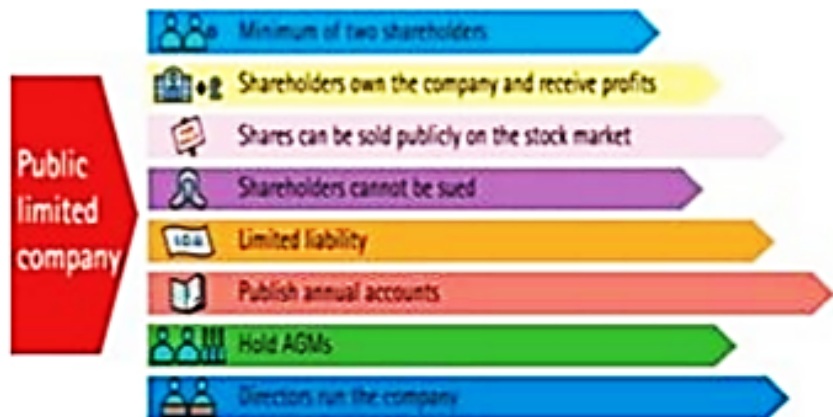 Public
limited
company
Minimum of two shareholders
Shareholders own the company and receive profits
Shares can be sold publicly on the stock market
Shareholders cannot be sued
Limited liability
Publish annual accounts
Hold AGMs
Directors run the company